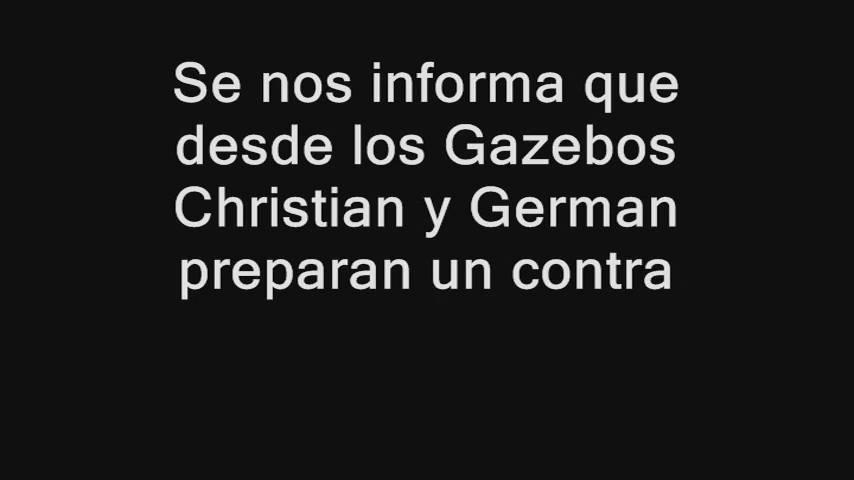 Se nos informa que
desde los Gazebos
Christian y German
preparan un contra